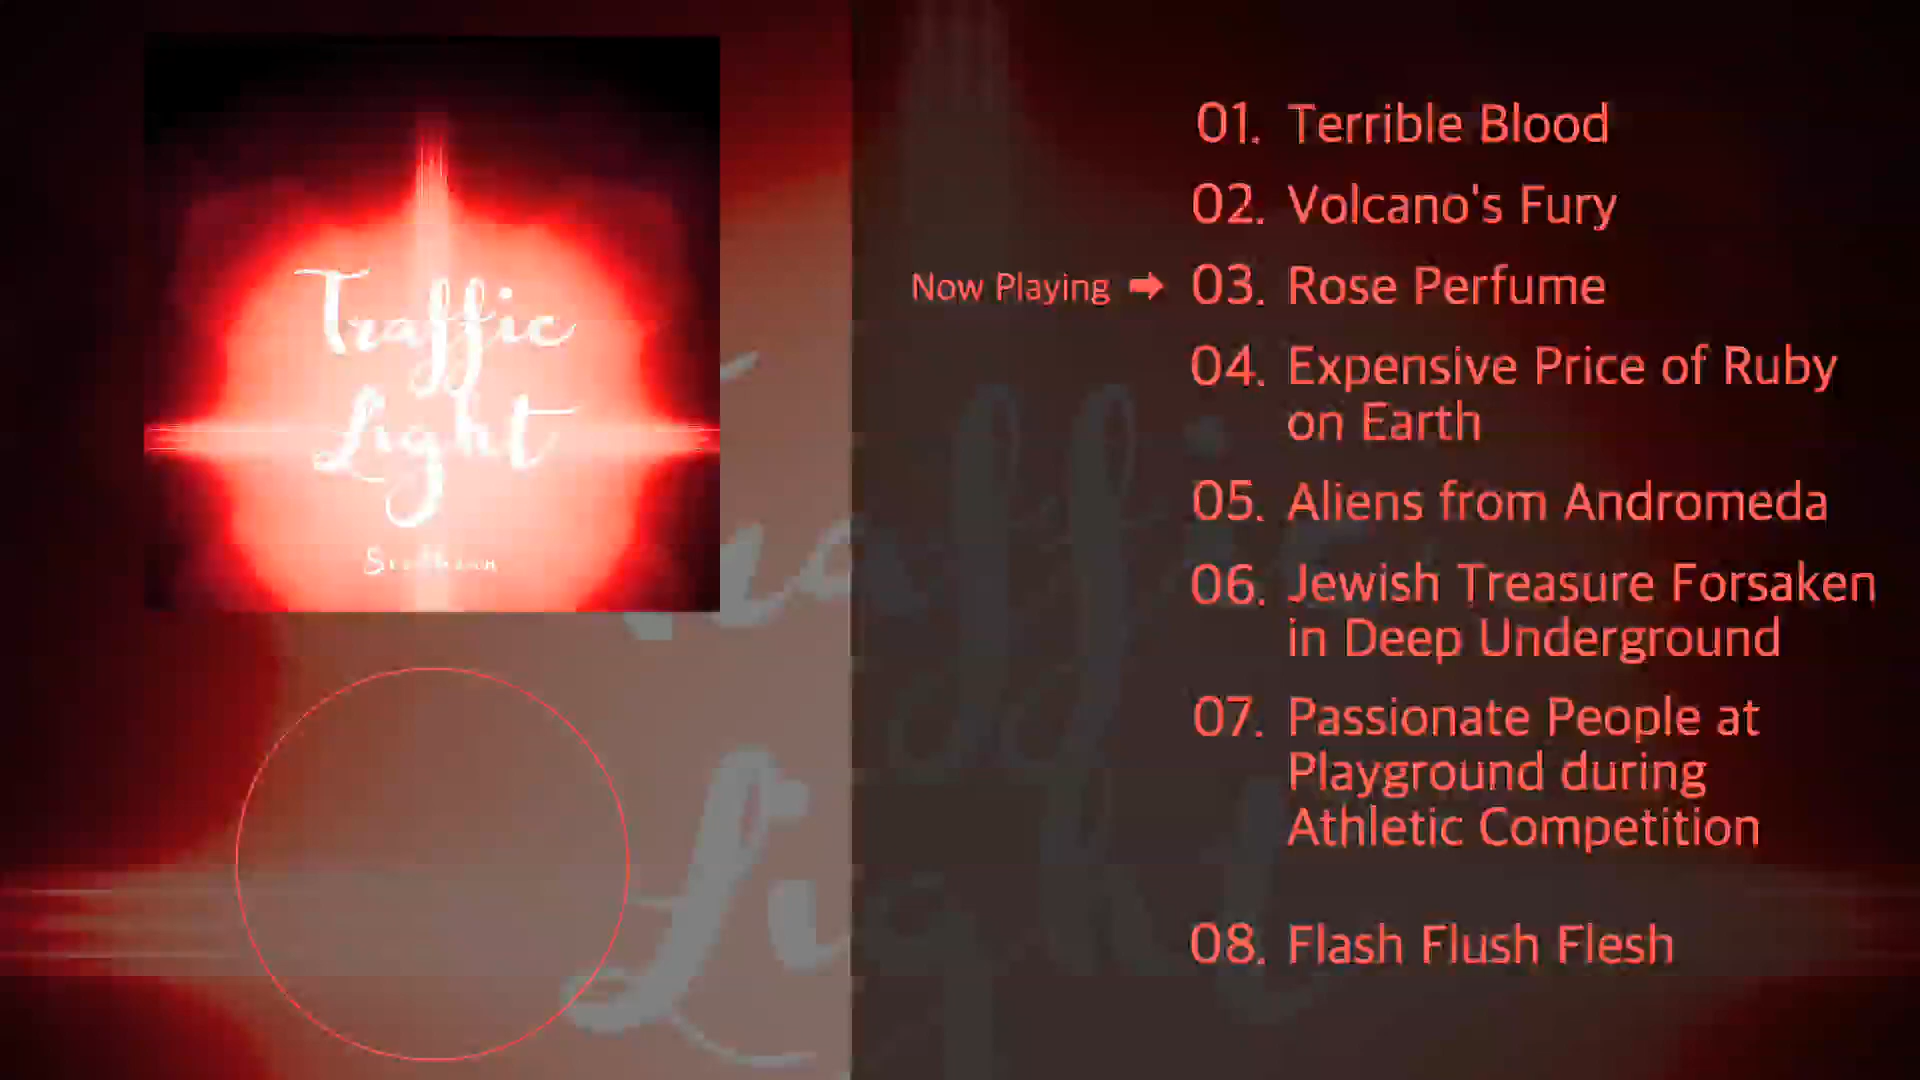 Traffic
Light
01. Terrible Blood
02. Volcano's Fury
Now Playing ➡ 03. Rose Perfume
04. Expensive Price of Ruby
on Earth
05. Aliens from Andromeda
06. Jewish Treasure Forsaken
in Deep Underground
07. Passionate People at
Playground during
Athletic Competition
08. Flash Flush Flesh
Traffic
Light